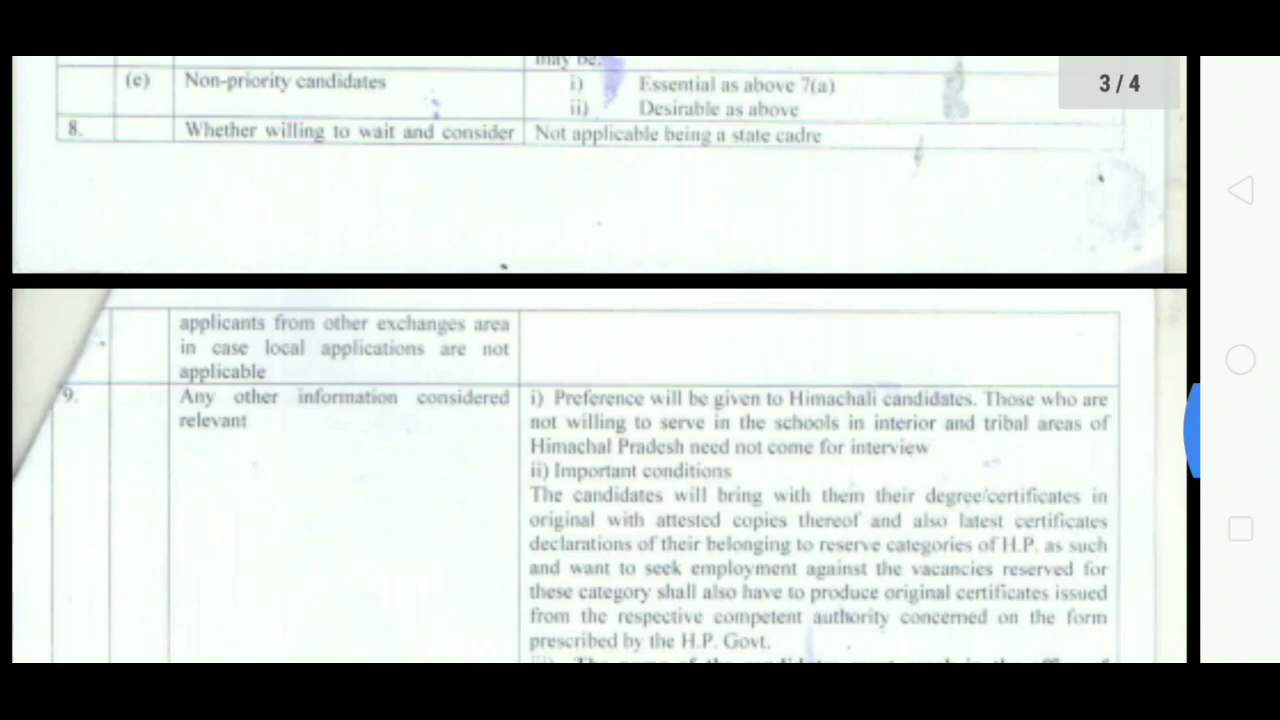 may be.
3 / 4
(e) Non-priority candidates i) Essential as above 7(a)
ii) Desirable as above
8. Whether willing to wait and consider Not applicable being a state cadre
applicants from other exchanges area
in case local applications are not
applicable
9. Any other information considered
relevant
i) Preference will be given to Himachali candidates. Those who are
not willing to serve in the schools in interior and tribal areas of
Himachal Pradesh need not come for interview
ii) Important conditions
The candidates will bring with them their degree/certificates in
original with attested copies thereof and also latest certificates
declarations of their belonging to reserve categories of H.P. as such
and want to seek employment against the vacancies reserved for
these category shall also have to produce original certificates issued
from the respective competent authority concerned on the form
prescribed by the H.P. Govt.